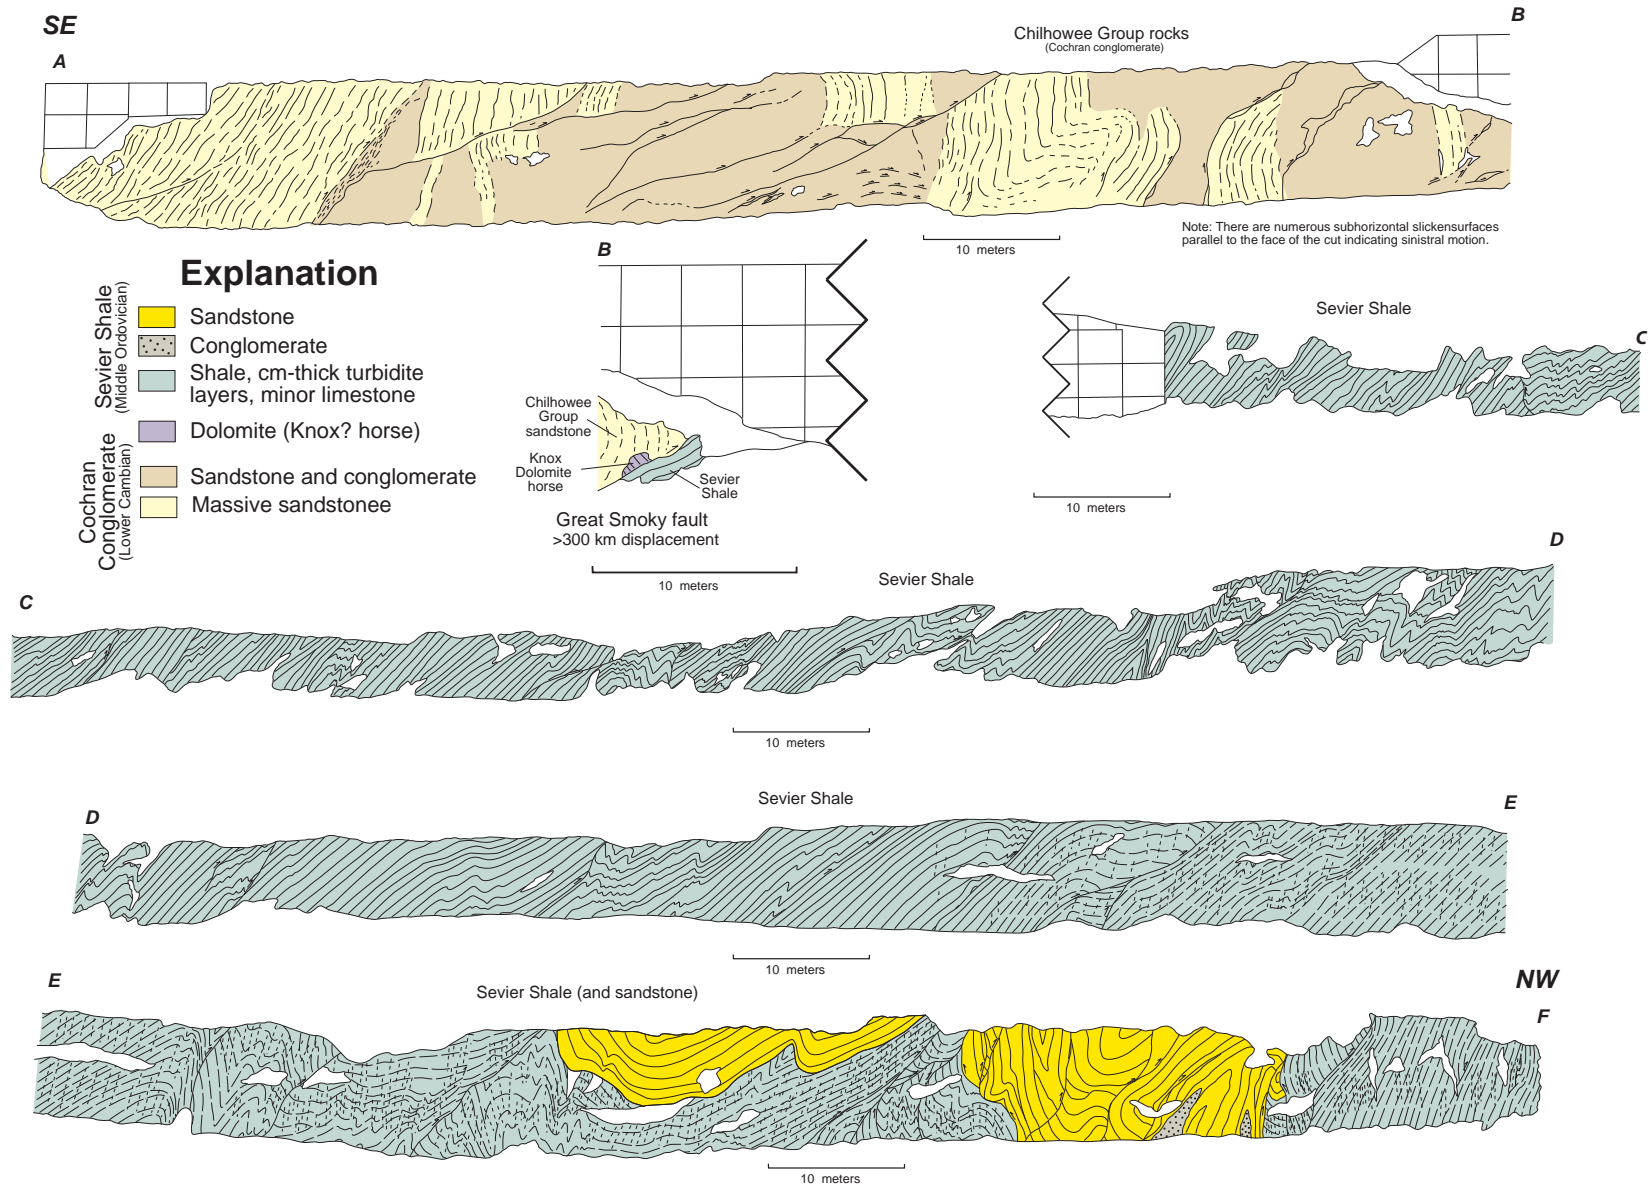 SE
A
Chilhowee Group rocks
(Cochran conglomerate)
B
10 meters
Note: There are numerous subhorizontal slickensurfaces
parallel to the face of the cut indicating sinistral motion.
Explanation
Sevier Shale
(Middle Ordovician)
Sandstone
Conglomerate
Shale, cm-thick turbidite
layers, minor limestone
Dolomite (Knox? horse)
Cochran
Conglomerate
(Lower Cambian)
Sandstone and conglomerate
Massive sandstonee
B
Chilhowee
Group
sandstone
Knox
Dolomite
horse
Sevier
Shale
Great Smoky fault
>300 km displacement
10 meters
Sevier Shale
C
10 meters
C
Sevier Shale
D
10 meters
D
Sevier Shale
E
10 meters
E
Sevier Shale (and sandstone)
NW
F
10 meters